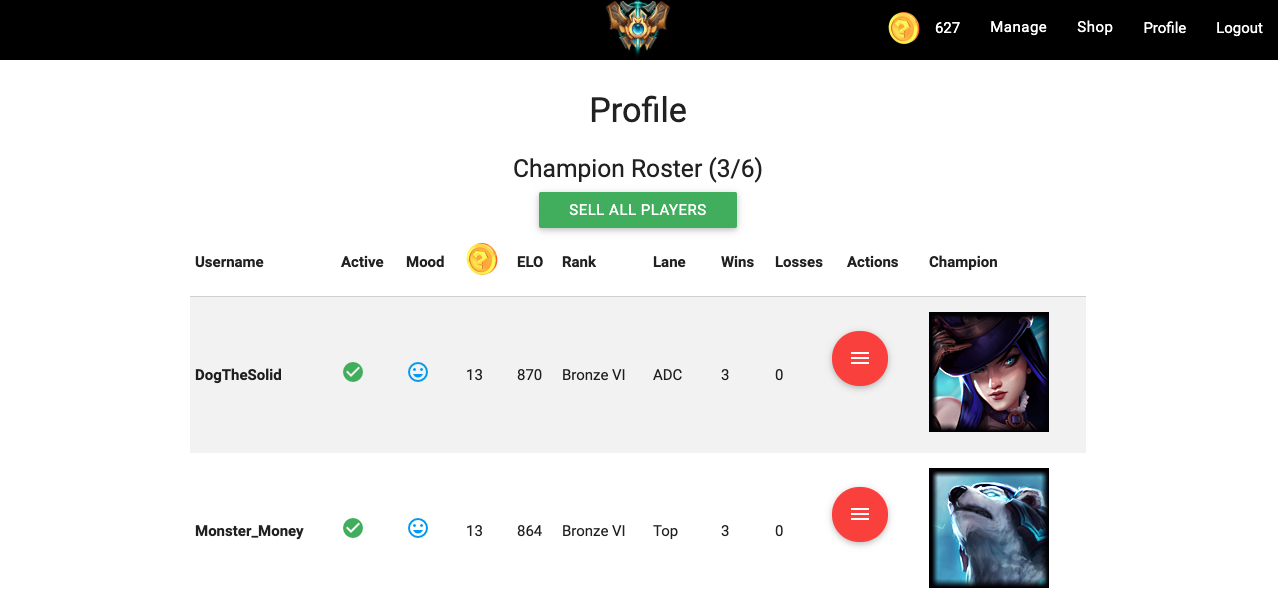 627 Manage Shop Profile Logout
Profile
Champion Roster (3/6)
SELL ALL PLAYERS
Username Active Mood ELO Rank Lane Wins Losses Actions Champion
DogTheSolid 13 870 Bronze VI ADC 3 0
Monster_Money 13 864 Bronze VI Top 3 0